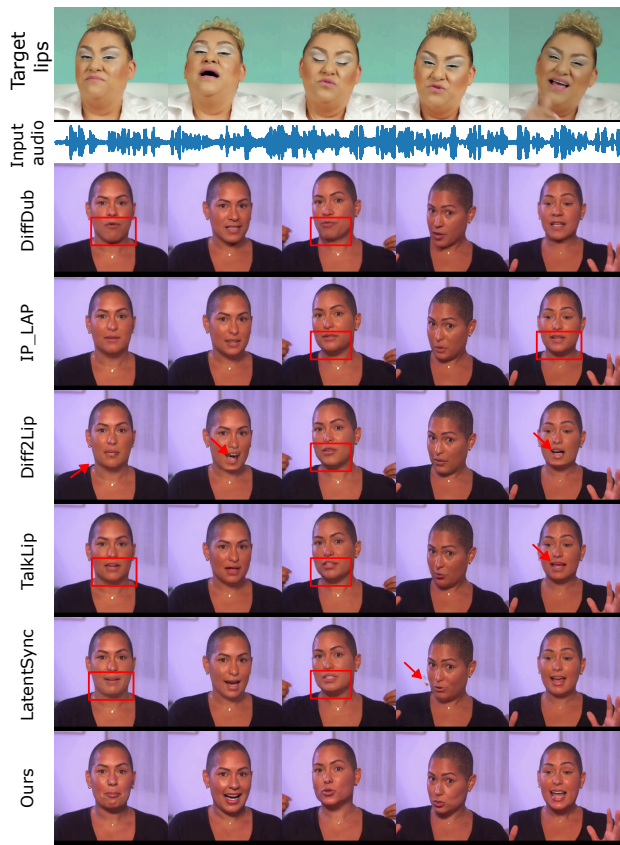 Target
lips
Input
audio
DiffDub
IP_LAP
Diff2Lip
TalkLip
LatentSync
Ours